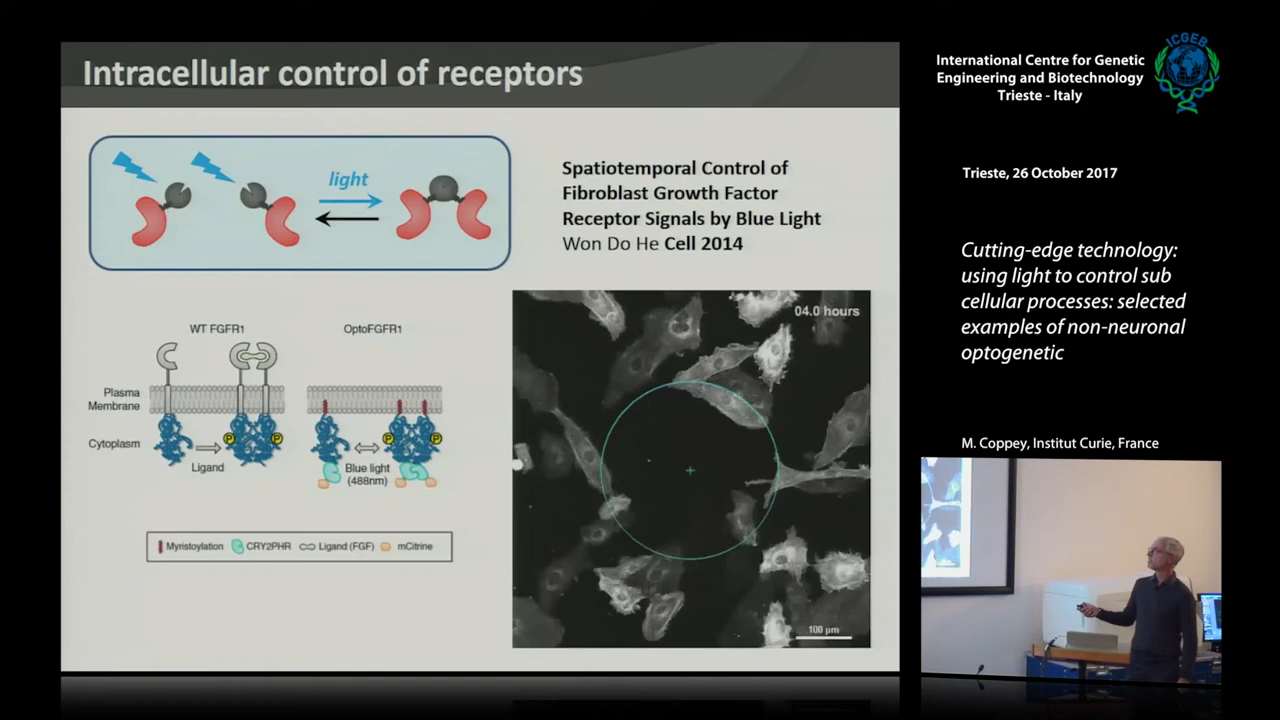 Intracellular control of receptors
light
Spatiotemporal Control of
Fibroblast Growth Factor
Receptor Signals by Blue Light
Won Do He Cell 2014
WT FGFR1
OptoFGFR1
Plasma
Membrane
Cytoplasm
P
P
P
P
Ligand
Blue light
(488nm)
Myristoylation
CRY2PHR
Ligand (FGF)
mCitrine
04.0 hours
100 µm
International Centre for Genetic
Engineering and Biotechnology
Trieste - Italy
ICGEB
Trieste, 26 October 2017
Cutting-edge technology:
using light to control sub
cellular processes: selected
examples of non-neuronal
optogenetic
M. Coppey, Institut Curie, France